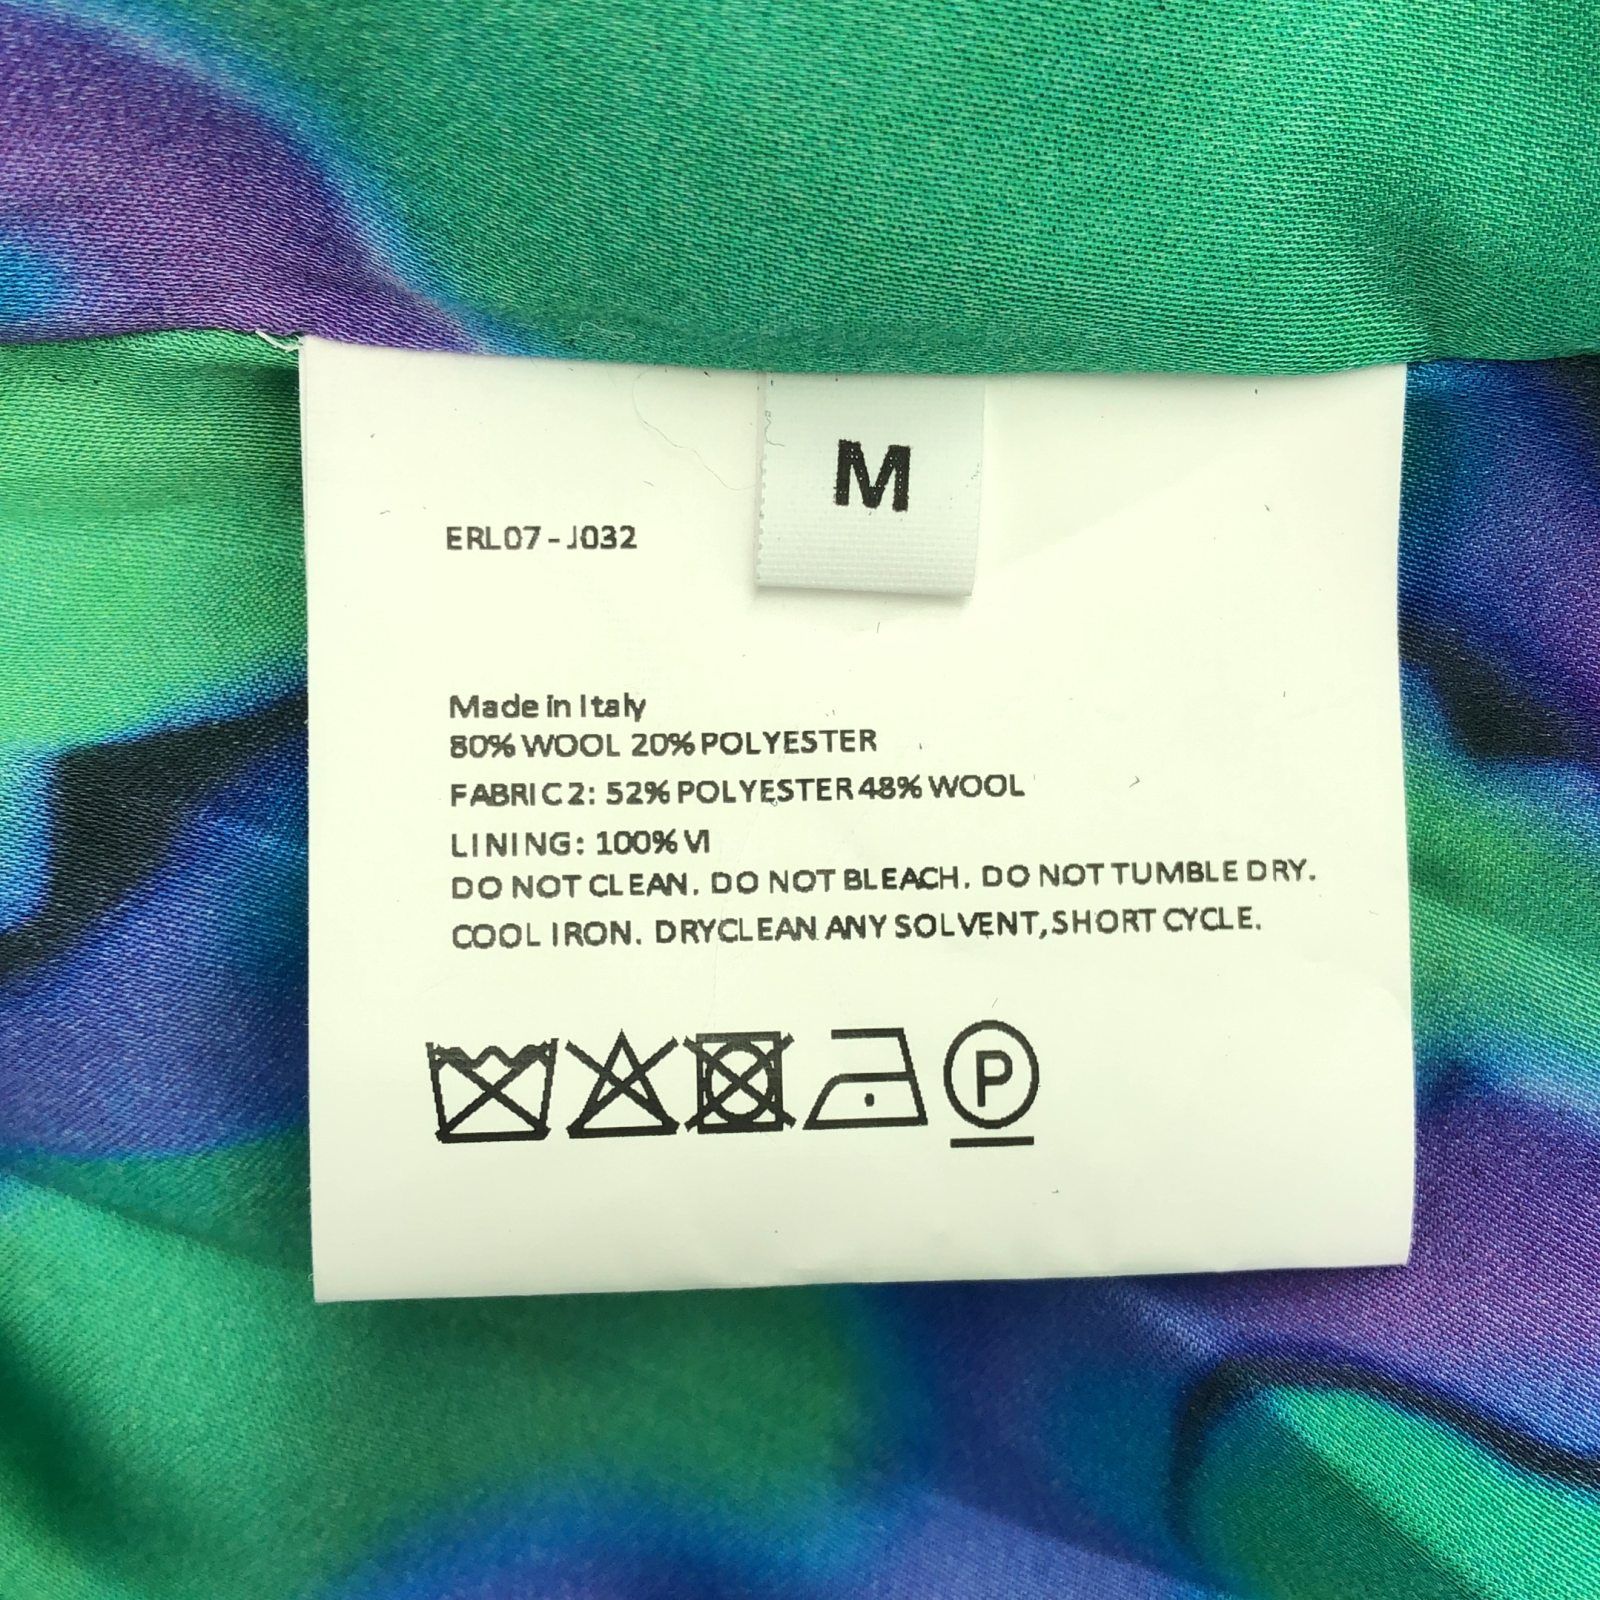 M
ERL07 - J032
Made in Italy
80% WOOL 20% POLYESTER
FABRIC 2: 52% POLYESTER 48% WOOL
LINING: 100% VI
DO NOT CLEAN. DO NOT BLEACH. DO NOT TUMBLE DRY.
COOL IRON. DRYCLEAN ANY SOLVENT, SHORT CYCLE.
P